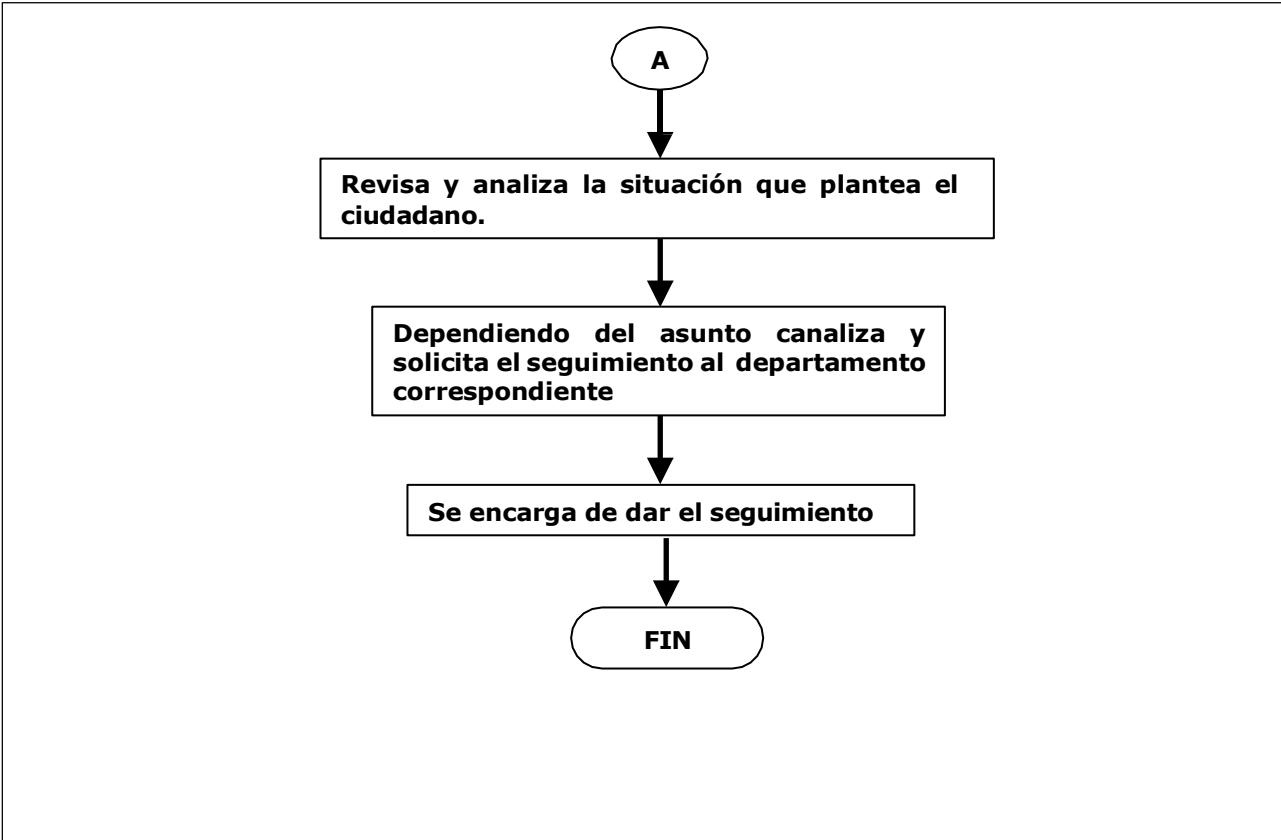 A
Revisa y analiza la situación que plantea el
ciudadano.
Dependiendo del asunto canaliza y
solicita el seguimiento al departamento
correspondiente
Se encarga de dar el seguimiento
FIN